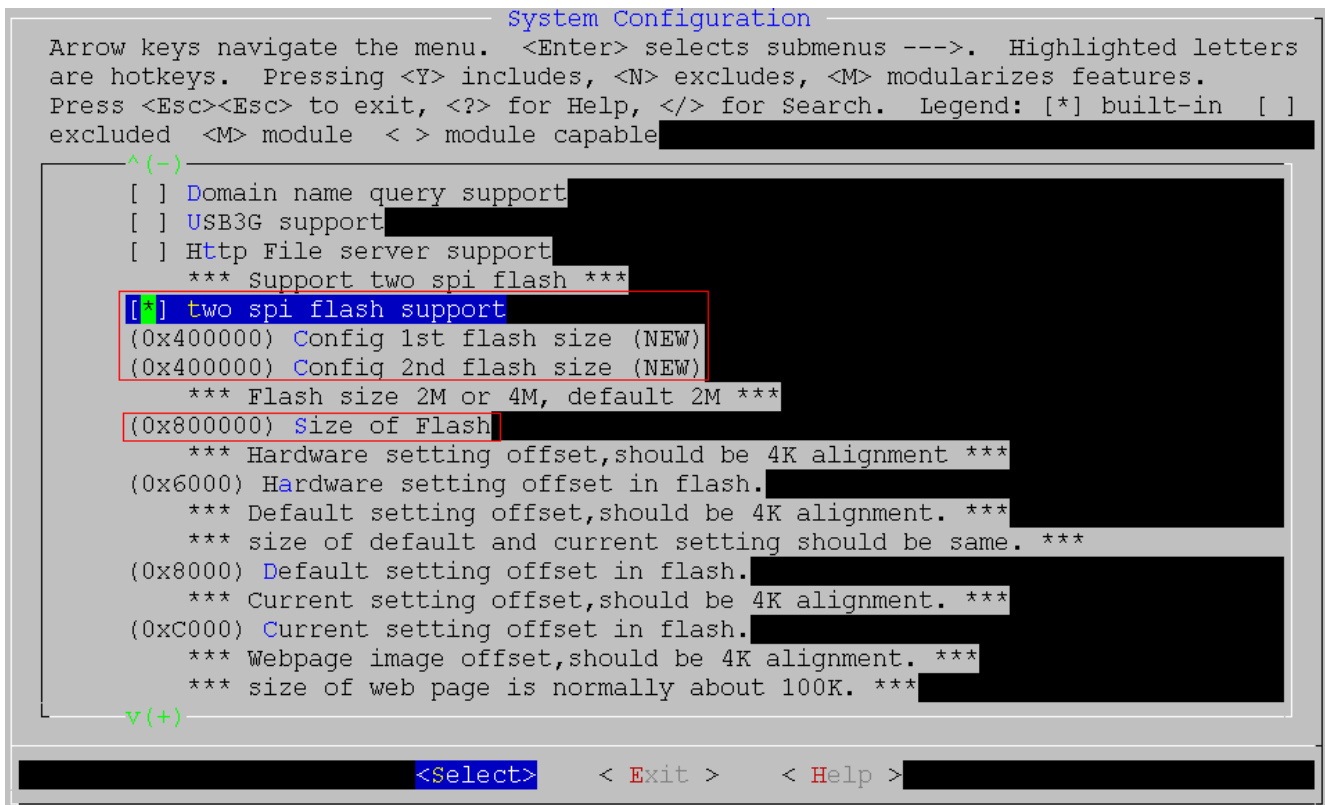 System Configuration
Arrow keys navigate the menu.  <Enter> selects submenus --->.  Highlighted letters
are hotkeys.  Pressing <Y> includes, <N> excludes, <M> modularizes features.
Press <Esc><Esc> to exit, <?> for Help, </> for Search.  Legend: [*] built-in  [ ]
excluded  <M> module  < > module capable
^(-)
[ ] Domain name query support
[ ] USB3G support
[ ] Http File server support
*** Support two spi flash ***
[*] two spi flash support
(0x400000) Config 1st flash size (NEW)
(0x400000) Config 2nd flash size (NEW)
*** Flash size 2M or 4M, default 2M ***
(0x800000) Size of Flash
*** Hardware setting offset,should be 4K alignment ***
(0x6000) Hardware setting offset in flash.
*** Default setting offset,should be 4K alignment. ***
*** size of default and current setting should be same. ***
(0x8000) Default setting offset in flash.
*** Current setting offset,should be 4K alignment. ***
(0xC000) Current setting offset in flash.
*** Webpage image offset,should be 4K alignment. ***
*** size of web page is normally about 100K. ***
v(+)
<Select>    < Exit >    < Help >